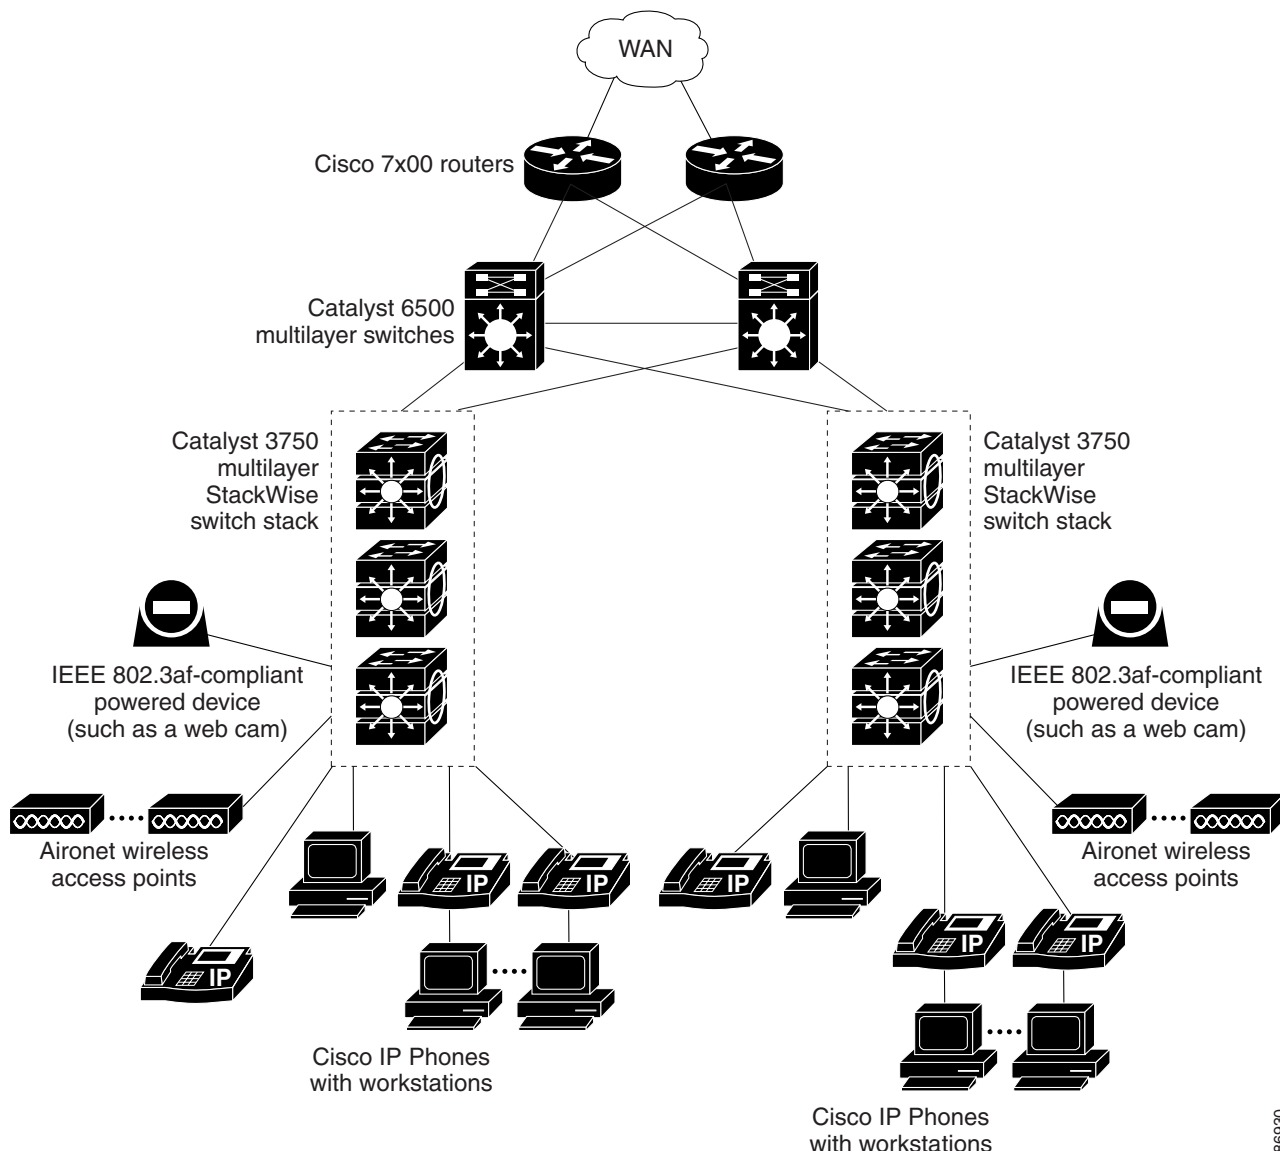 WAN
Cisco 7x00 routers
Catalyst 6500
multilayer switches
Catalyst 3750
multilayer
StackWise
switch stack
Catalyst 3750
multilayer
StackWise
switch stack
IEEE 802.3af-compliant
powered device
(such as a web cam)
IEEE 802.3af-compliant
powered device
(such as a web cam)
Aironet wireless
access points
Aironet wireless
access points
IP
IP
IP
IP
IP
IP
Cisco IP Phones
with workstations
Cisco IP Phones
with workstations
86930